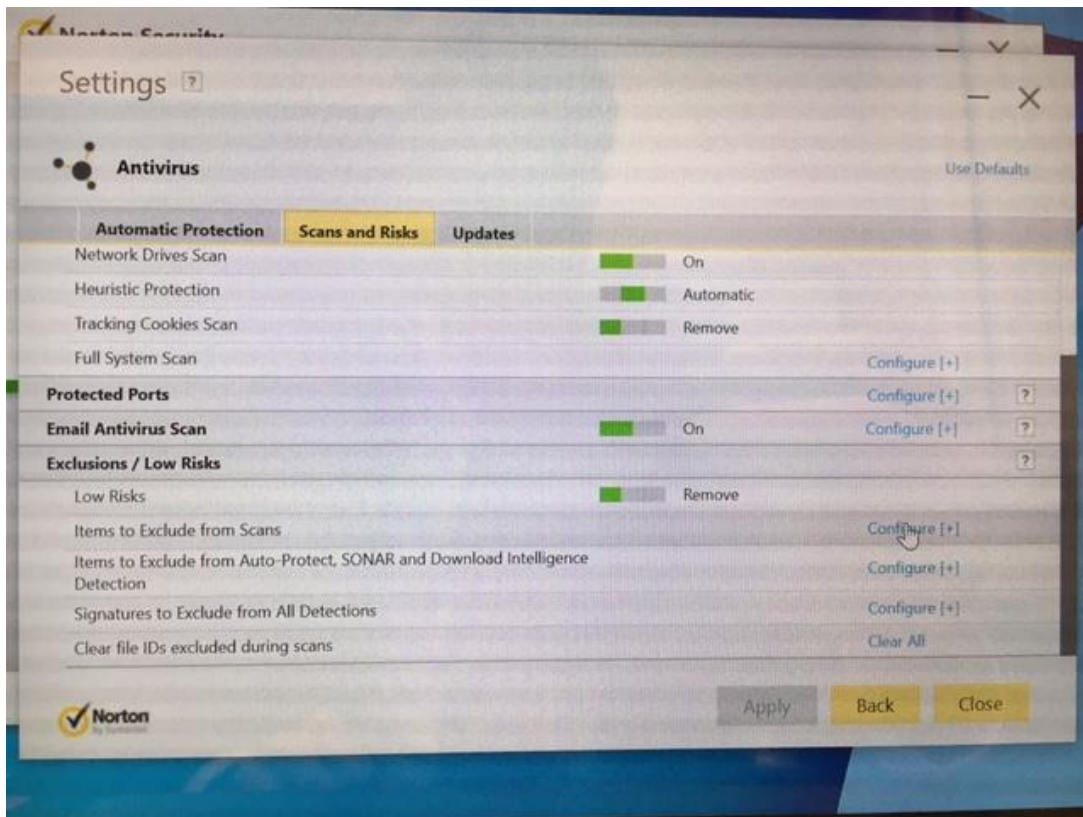 Norton Security
Settings ?
Antivirus
Use Defaults
Automatic Protection Scans and Risks Updates
Network Drives Scan On
Heuristic Protection Automatic
Tracking Cookies Scan Remove
Full System Scan Configure [+]
Protected Ports Configure [+] ?
Email Antivirus Scan On Configure [+] ?
Exclusions / Low Risks ?
Low Risks Remove
Items to Exclude from Scans Configure [+]
Items to Exclude from Auto-Protect, SONAR and Download Intelligence
Detection Configure [+]
Signatures to Exclude from All Detections Configure [+]
Clear file IDs excluded during scans Clear All
Norton
by Symantec
Apply Back Close